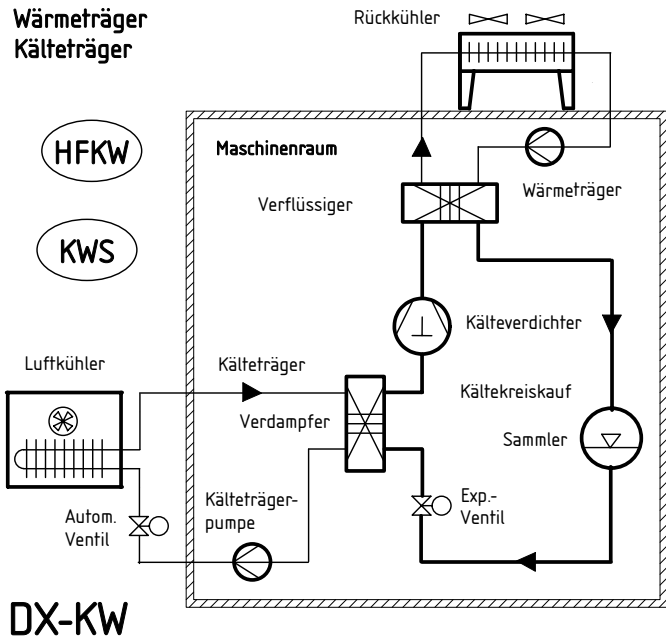 Wärmeträger
Kälteträger
Rückkühler
HFKW
Maschinenraum
Wärmeträger
Verflüssiger
KWS
Kälteverdichter
Luftkühler
Kälteträger
Kältekreiskauf
Verdampfer
Sammler
Kälteträger-
pumpe
Exp.-
Ventil
Autom.
Ventil
DX-KW